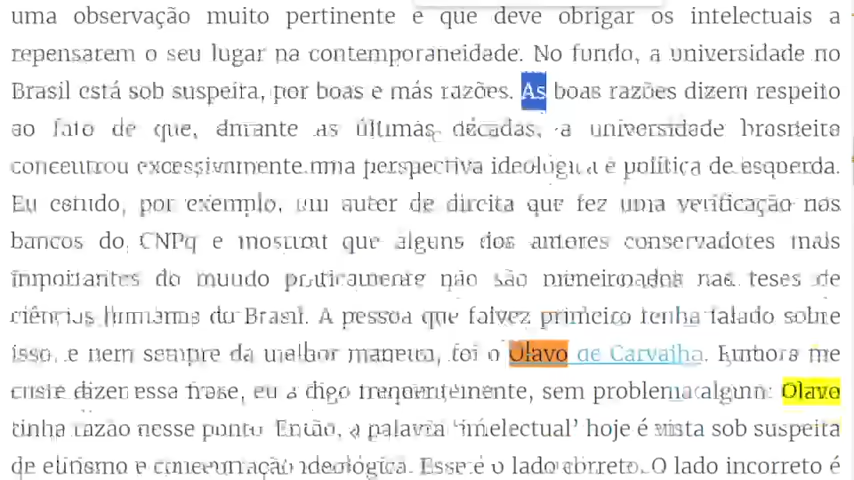 uma observação muito pertinente e que deve obrigar os intelectuais a
repensarem o seu lugar na contemporaneidade. No fundo, a universidade no
Brasil está sob suspeita, por boas e más razões. As boas razões dizem respeito
ao fato de que, durante as últimas décadas, a universidade brasileira
concentrou excessivamente uma perspectiva ideológica e política de esquerda.
Eu estudo, por exemplo, um autor de direita que fez uma verificação nos
bancos do CNPq e mostrou que alguns dos autores conservadores mais
importantes do mundo praticamente não são mencionados nas teses de
ciências humanas do Brasil. A pessoa que talvez primeiro tenha falado sobre
isso, e nem sempre da melhor maneira, foi o Olavo de Carvalho. Embora me
custe dizer essa frase, eu a digo frequentemente, sem problema algum: Olavo
tinha razão nesse ponto. Então, a palavra ‘intelectual’ hoje é vista sob suspeita
de elitismo e concentração ideológica. Esse é o lado correto. O lado incorreto é